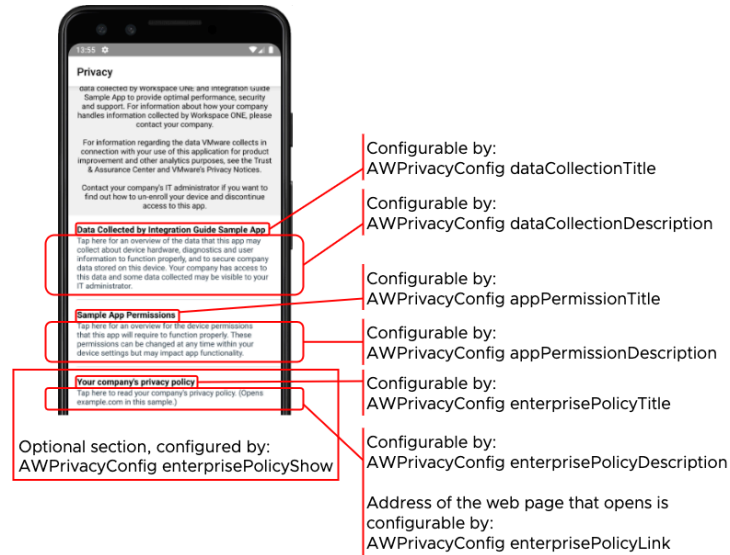 13:55
Privacy
data collected by Workspace ONE and Integration Guide
Sample App to provide optimal performance, security
and support. For information about how your company
handles information collected by Workspace ONE, please
contact your company.
For information regarding the data VMware collects in
connection with your use of this application for product
improvement and other analytics purposes, see the Trust
& Assurance Center and VMware's Privacy Notices.
Contact your company's IT administrator if you want to
find out how to un-enroll your device and discontinue
access to this app.
Data Collected by Integration Guide Sample App
Tap here for an overview of the data that this app may
collect about device hardware, diagnostics and user
information to function properly, and to secure company
data stored on this device. Your company has access to
this data and some data collected may be visible to your
IT administrator.
Sample App Permissions
Tap here for an overview for the device permissions
that this app will require to function properly. These
permissions can be changed at any time within your
device settings but may impact app functionality.
Your company's privacy policy
Tap here to read your company's privacy policy. (Opens
example.com in this sample.)
Optional section, configured by:
AWPrivacyConfig enterprisePolicyShow
Configurable by:
AWPrivacyConfig dataCollectionTitle
Configurable by:
AWPrivacyConfig dataCollectionDescription
Configurable by:
AWPrivacyConfig appPermissionTitle
Configurable by:
AWPrivacyConfig appPermissionDescription
Configurable by:
AWPrivacyConfig enterprisePolicyTitle
Configurable by:
AWPrivacyConfig enterprisePolicyDescription
Address of the web page that opens is
configurable by:
AWPrivacyConfig enterprisePolicyLink